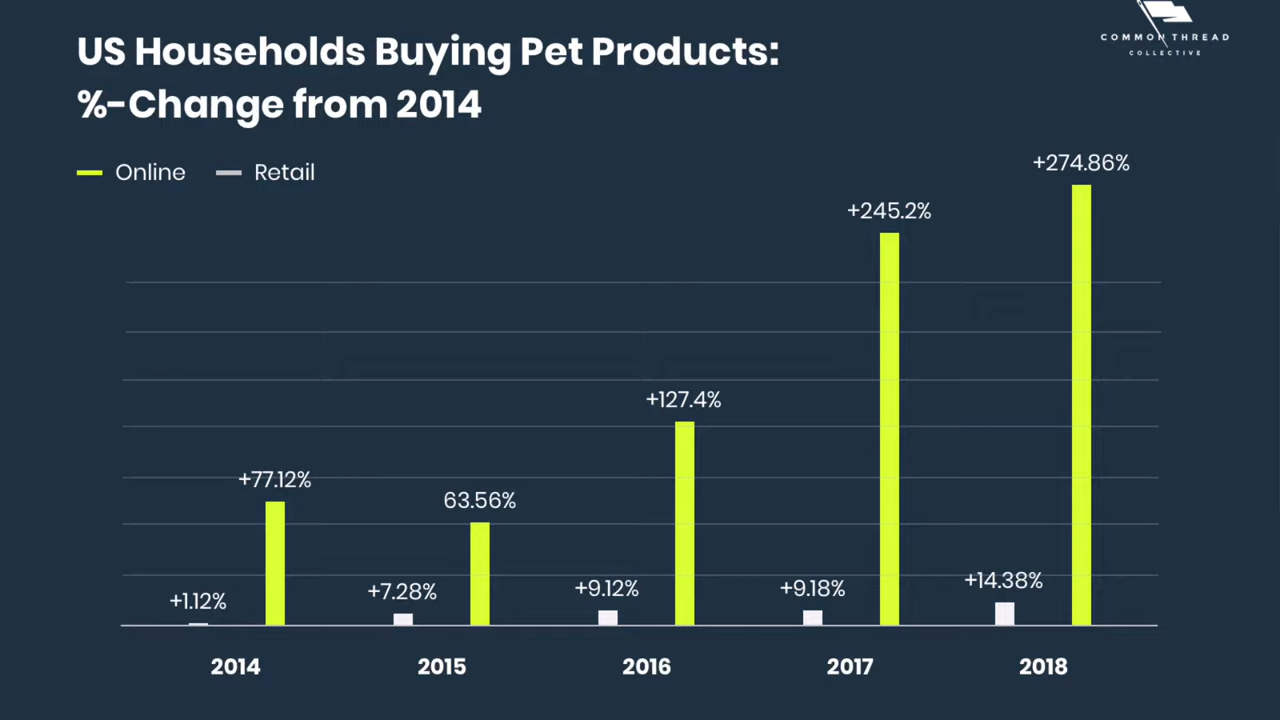 COMMON THREAD
COLLECTIVE
US Households Buying Pet Products:
%-Change from 2014
Online
Retail
+274.86%
+245.2%
+127.4%
+77.12%
63.56%
+14.38%
+9.12%
+9.18%
+7.28%
+1.12%
2014
2015
2016
2017
2018